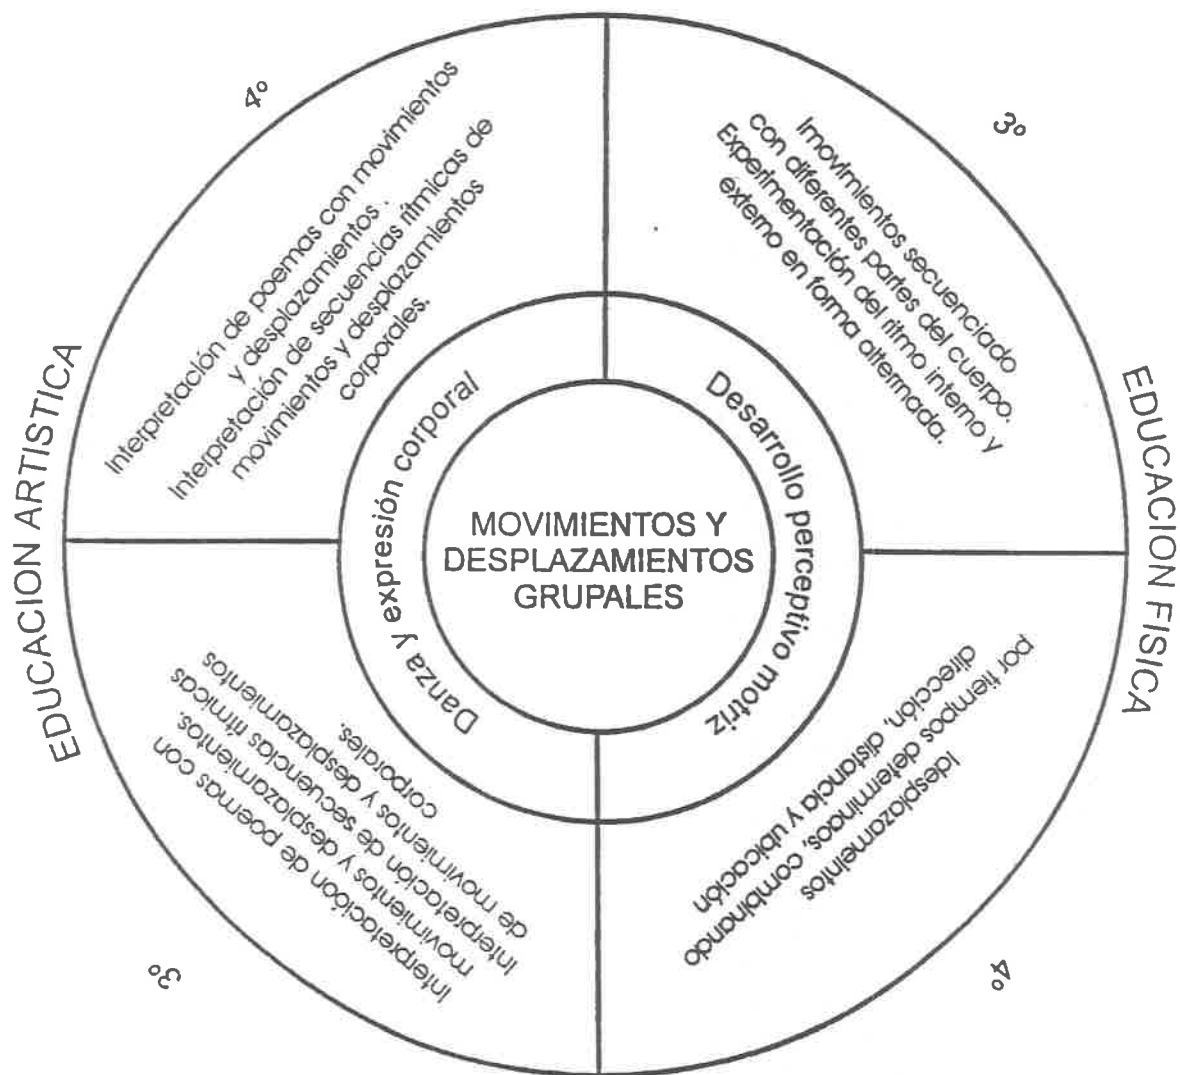 4º
Interpretación de poemas con movimientos
y desplazamientos.
Interpretación de secuencias rítmicas de
movimientos y desplazamientos
corporales.
3º
Imovimientos secuenciado
con diferentes partes del cuerpo.
Experimentación del ritmo interno y
externo en forma alternada.
EDUCACION ARTISTICA
EDUCACION FISICA
Danza y expresión corporal
Desarrollo perceptivo motriz
MOVIMIENTOS Y
DESPLAZAMIENTOS
GRUPALES
3º
Interpretacióon de poemas con
movimientos y desplazamientos.
Interpretación de secuencias rítmicas
de movimientos y desplazamientos
corporales.
4º
Idesplazameintos
por tiempos determinaos, combinando
dirección, distancia y ubicación